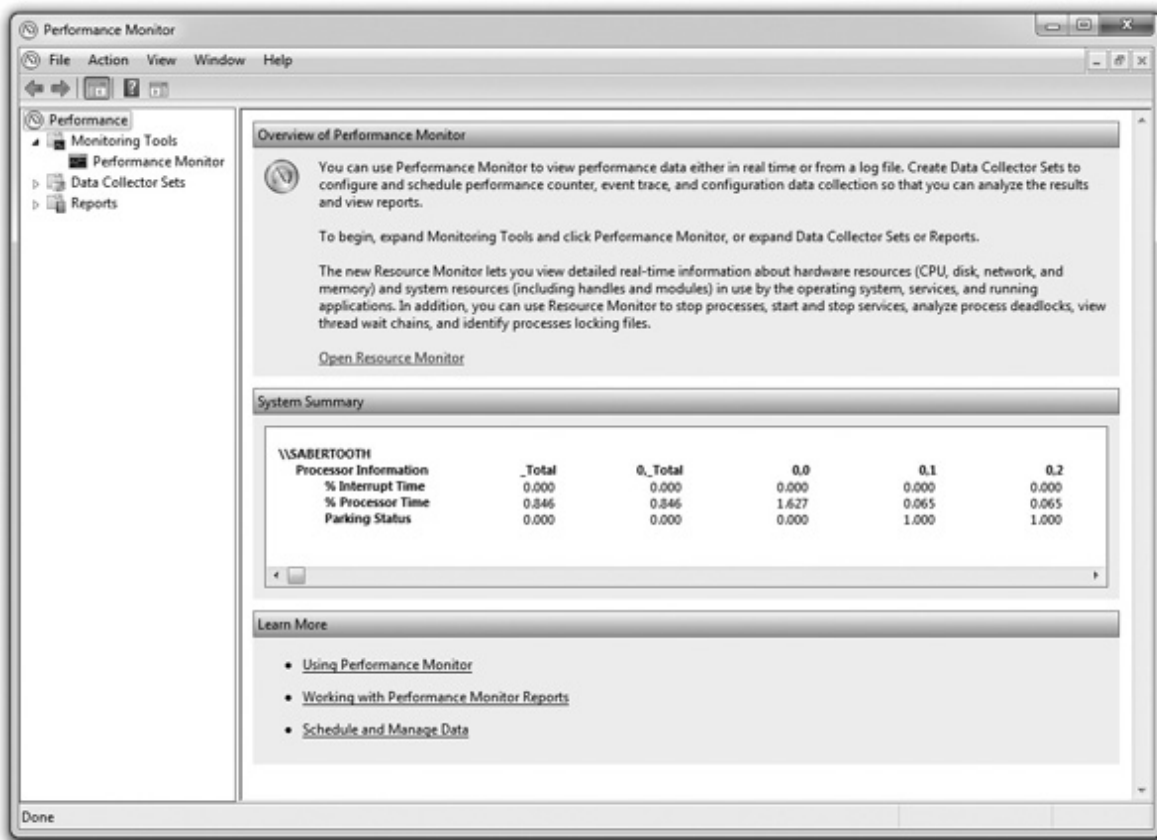 Performance Monitor
File Action View Window Help
Performance
Monitoring Tools
Performance Monitor
Data Collector Sets
Reports
Overview of Performance Monitor
You can use Performance Monitor to view performance data either in real time or from a log file. Create Data Collector Sets to
configure and schedule performance counter, event trace, and configuration data collection so that you can analyze the results
and view reports.
To begin, expand Monitoring Tools and click Performance Monitor, or expand Data Collector Sets or Reports.
The new Resource Monitor lets you view detailed real-time information about hardware resources (CPU, disk, network, and
memory) and system resources (including handles and modules) in use by the operating system, services, and running
applications. In addition, you can use Resource Monitor to stop processes, start and stop services, analyze process deadlocks, view
thread wait chains, and identify processes locking files.
Open Resource Monitor
System Summary
\\SABERTOOTH
Processor Information _Total 0,_Total 0,0 0,1 0,2
% Interrupt Time 0.000 0.000 0.000 0.000 0.000
% Processor Time 0.846 0.846 1.627 0.065 0.065
Parking Status 0.000 0.000 0.000 1.000 1.000
Learn More
• Using Performance Monitor
• Working with Performance Monitor Reports
• Schedule and Manage Data
Done